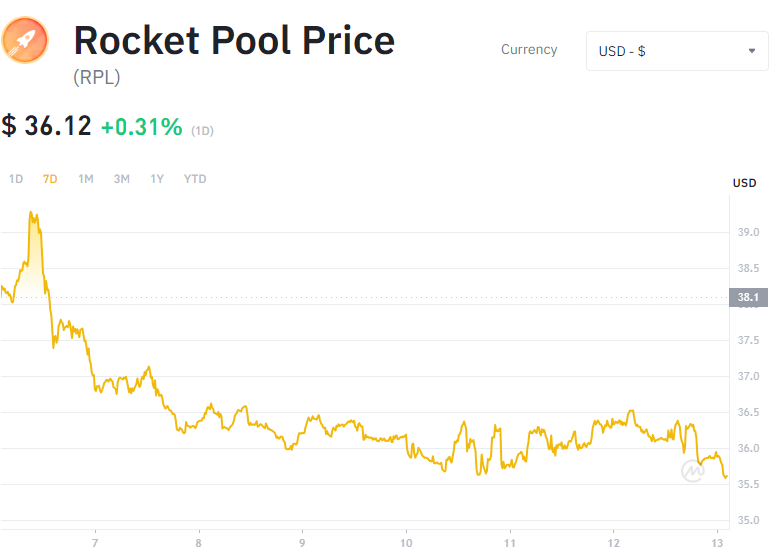 Rocket Pool Price
(RPL)
Currency
USD - $
$ 36.12 +0.31% (1D)
1D 7D 1M 3M 1Y YTD
USD
39.0
38.5
38.1
37.5
37.0
36.5
36.0
35.5
35.0
7 8 9 10 11 12 13